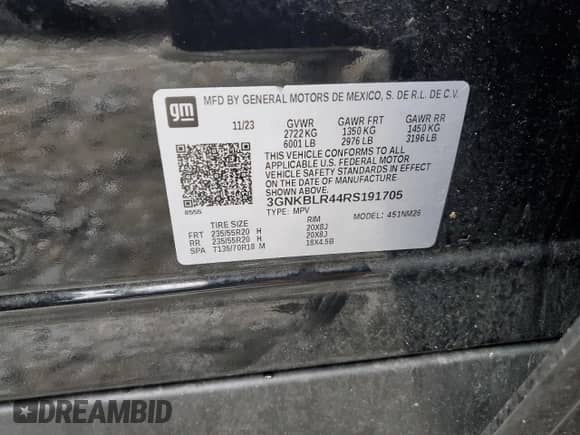 gm
MFD BY GENERAL MOTORS DE MEXICO, S. DE R.L. DE C.V.
11/23 GVWR GAWR FRT GAWR RR
2722 KG 1350 KG 1450 KG
6001 LB 2976 LB 3196 LB
THIS VEHICLE CONFORMS TO ALL
APPLICABLE U.S. FEDERAL MOTOR
VEHICLE SAFETY STANDARDS IN EFFECT
ON THE DATE OF MANUFACTURE
SHOWN ABOVE.
3GNKBLR44RS191705
8555 TYPE: MPV MODEL: 4S1NM26
TIRE SIZE RIM
FRT 235/55R20 H 20X8J
RR 235/55R20 H 20X8J
SPA T135/70R18 M 18X4.5B
DREAMBID